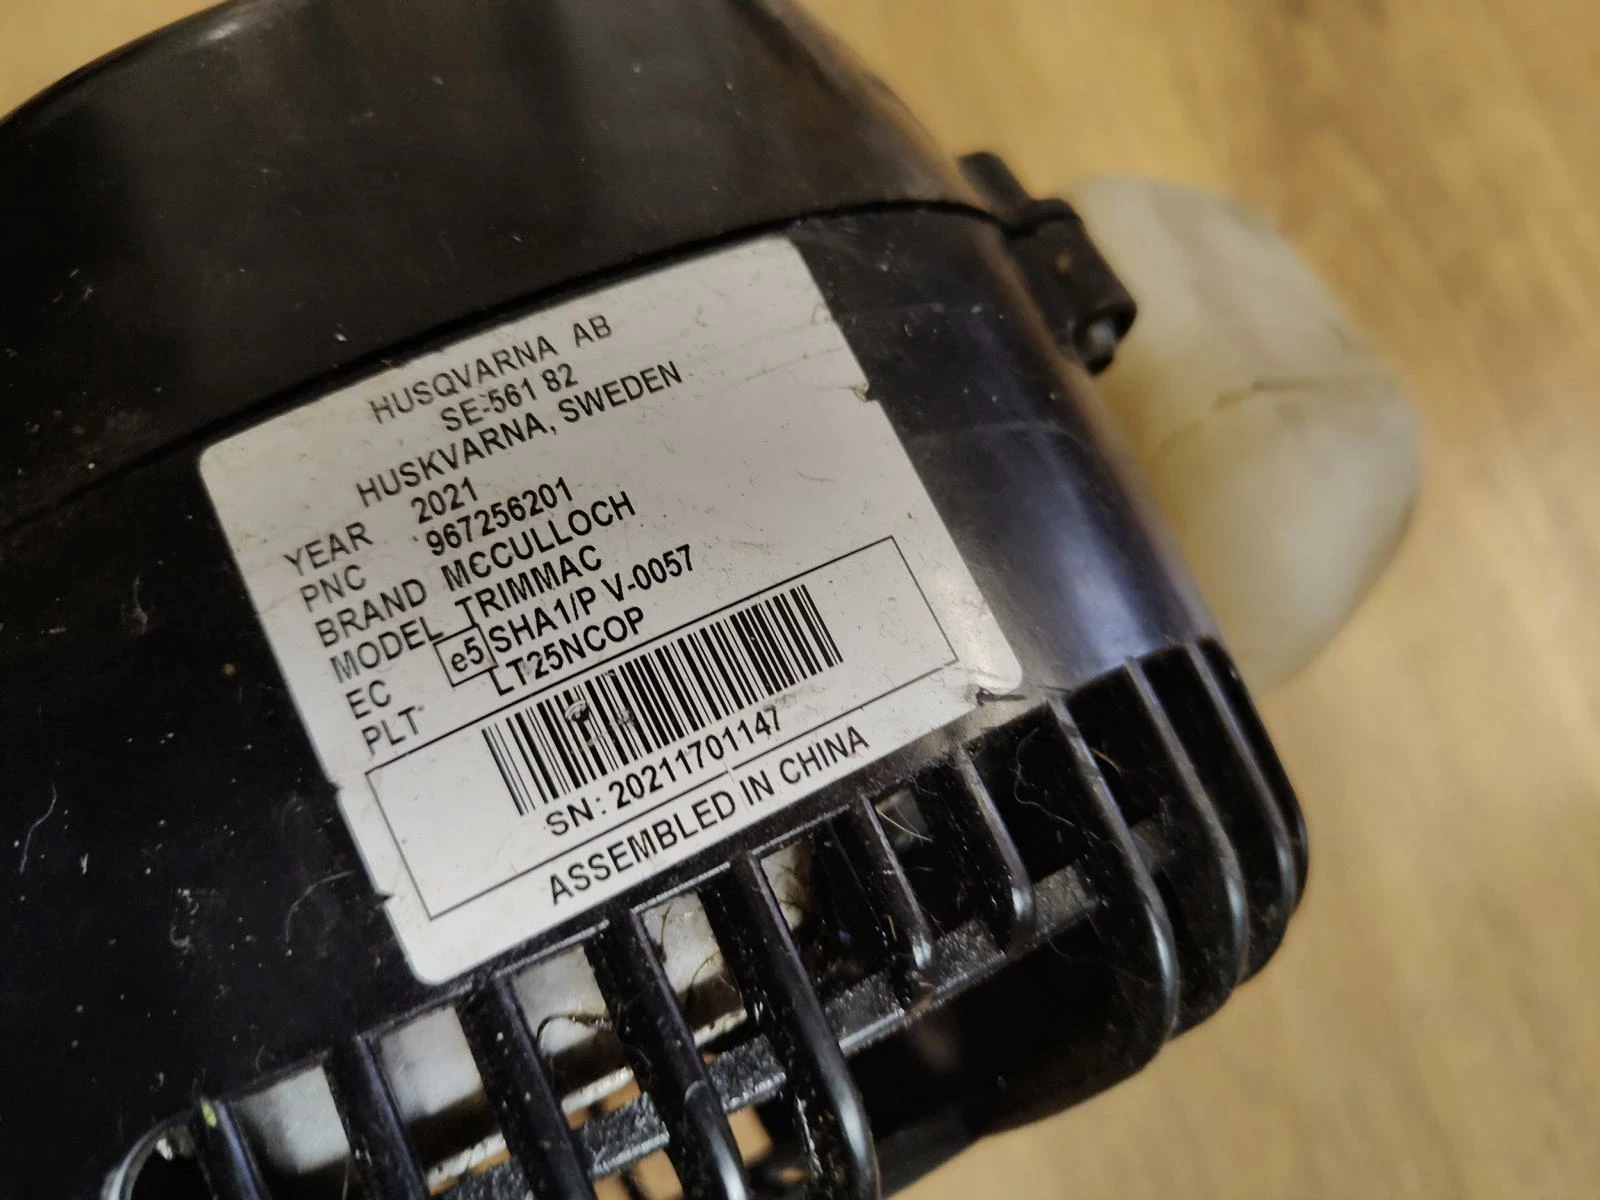 HUSQVARNA AB
SE-561 82
HUSKVARNA, SWEDEN
YEAR 2021
PNC 967256201
BRAND MCCULLOCH
MODEL TRIMMAC
EC e5 SHA1/P V-0057
PLT LT25NCOP
SN: 20211701147
ASSEMBLED IN CHINA